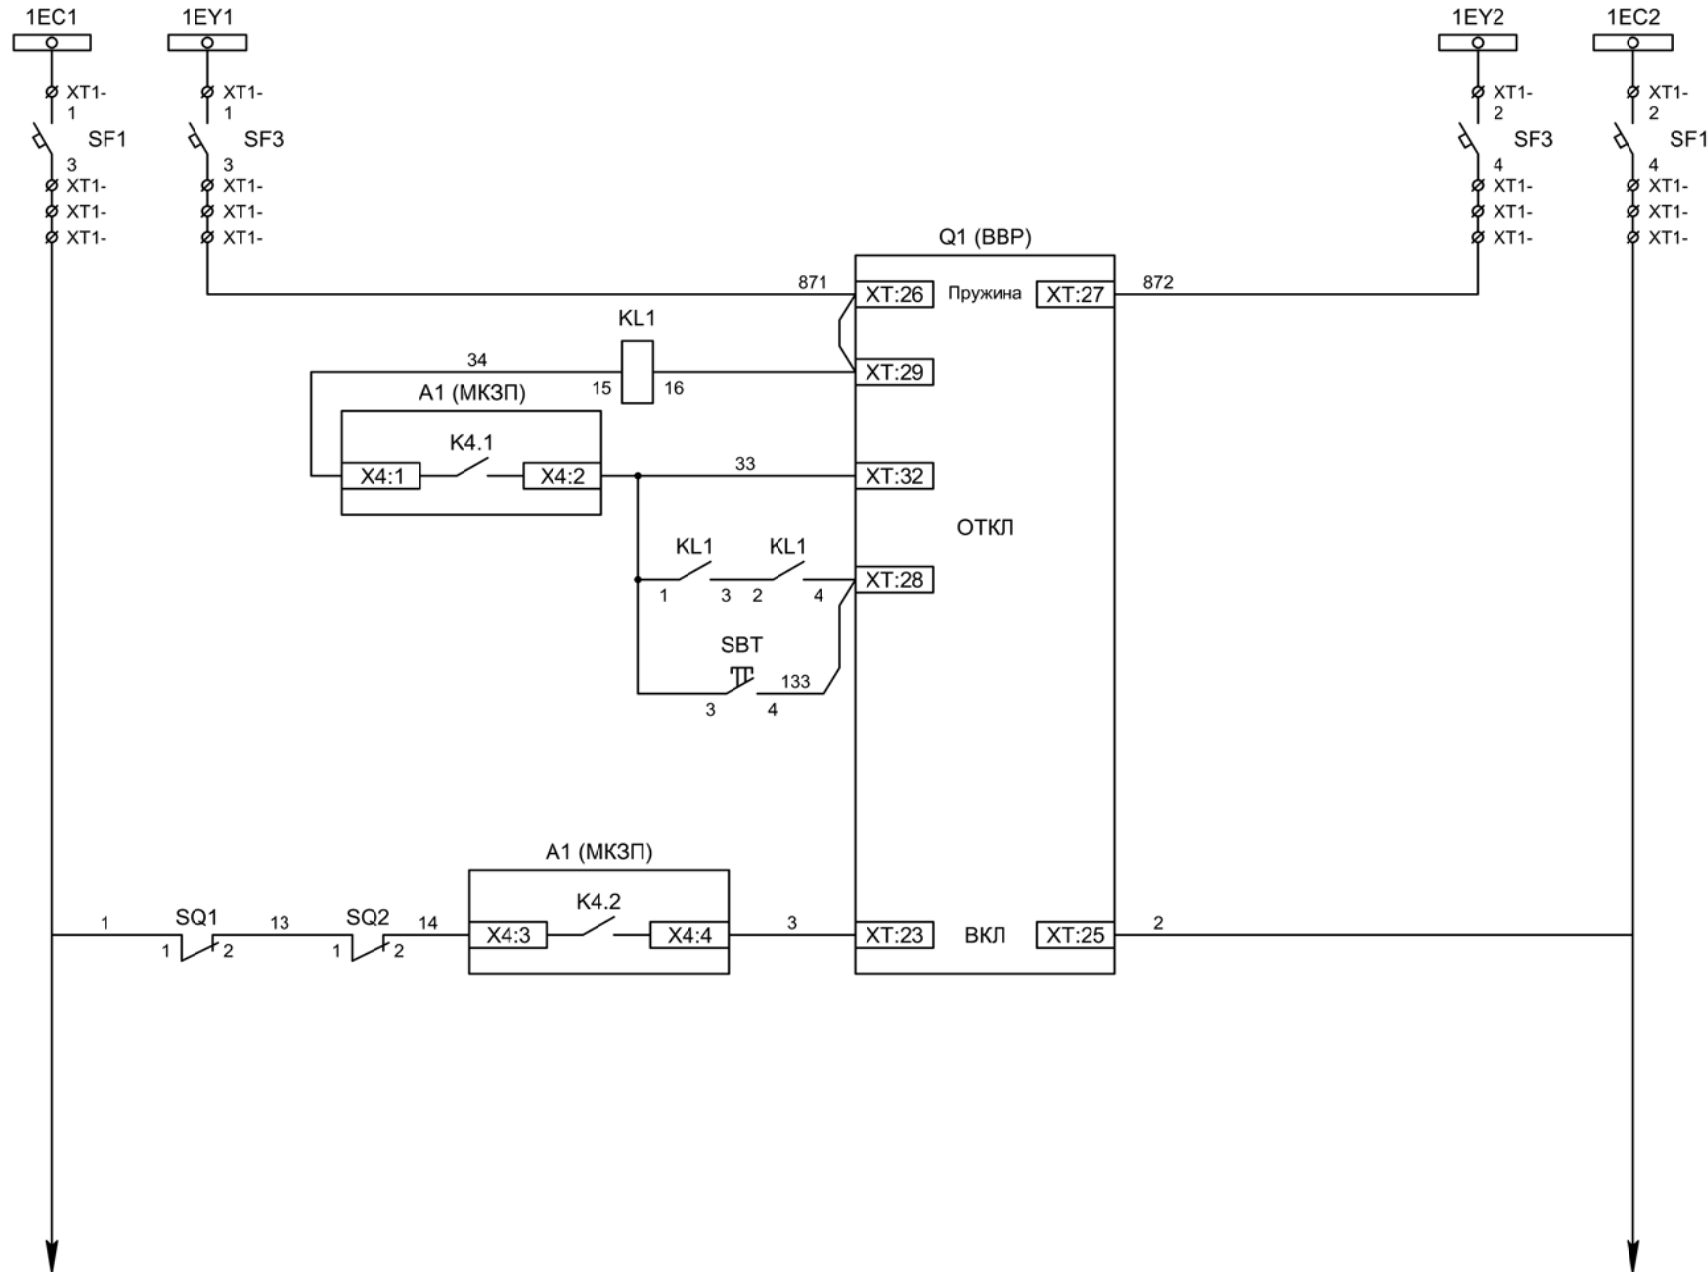 1EC1
1EY1
1EY2
1EC2
XT1-
1
XT1-
1
XT1-
2
XT1-
2
SF1
SF3
SF3
SF1
3
3
4
4
XT1-
XT1-
XT1-
XT1-
XT1-
XT1-
XT1-
XT1-
XT1-
XT1-
XT1-
XT1-
Q1 (ВВР)
871
XT:26
Пружина
XT:27
872
KL1
34
15
16
XT:29
A1 (МКЗП)
K4.1
X4:1
X4:2
33
XT:32
ОТКЛ
KL1
KL1
XT:28
1
3
2
4
SBT
133
3
4
A1 (МКЗП)
K4.2
1
SQ1
13
SQ2
14
X4:3
X4:4
3
XT:23
ВКЛ
XT:25
2
1
2
1
2